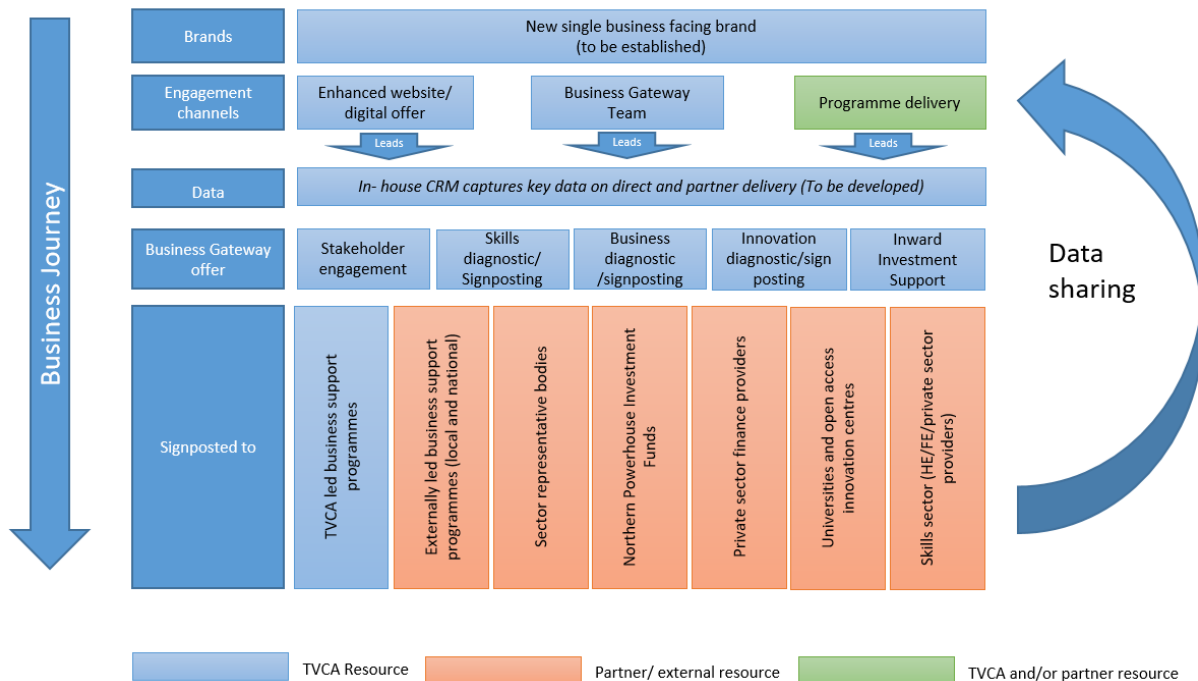 Business Journey
Brands
New single business facing brand
(to be established)
Engagement
channels
Enhanced website/
digital offer
Business Gateway
Team
Programme delivery
Leads
Leads
Leads
Data
In- house CRM captures key data on direct and partner delivery (To be developed)
Business Gateway
offer
Stakeholder
engagement
Skills
diagnostic/
Signposting
Business
diagnostic
/signposting
Innovation
diagnostic/sign
posting
Inward
Investment
Support
Signposted to
TVCA led business support
programmes
Externally led business support
programmes (local and national)
Sector representative bodies
Northern Powerhouse Investment
Funds
Private sector finance providers
Universities and open access
innovation centres
Skills sector (HE/FE/private sector
providers)
Data
sharing
TVCA Resource
Partner/ external resource
TVCA and/or partner resource